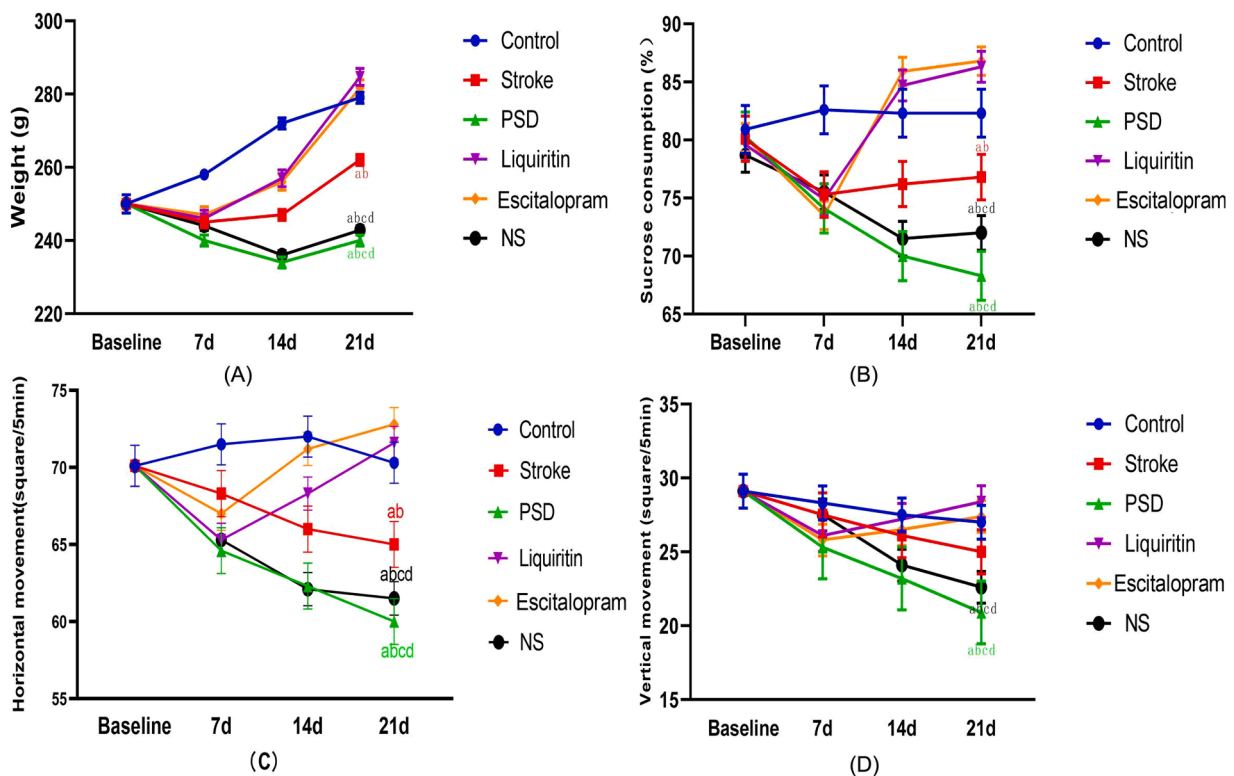 Weight (g)
300
280
260
240
220
Baseline
7d
14d
21d
ab
abcd
abcd
Control
Stroke
PSD
Liquiritin
Escitalopram
NS
(A)
Sucrose consumption (%)
90
85
80
75
70
65
Baseline
7d
14d
21d
ab
abcd
abcd
Control
Stroke
PSD
Liquiritin
Escitalopram
NS
(B)
Horizontal movement(square/5min)
75
70
65
60
55
Baseline
7d
14d
21d
ab
abcd
abcd
Control
Stroke
PSD
Liquiritin
Escitalopram
NS
(C)
Vertical movement (square/5min)
35
30
25
20
15
Baseline
7d
14d
21d
abcd
abcd
Control
Stroke
PSD
Liquiritin
Escitalopram
NS
(D)